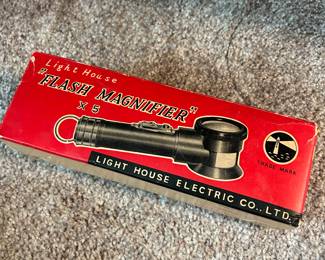 Light House
"FLASH MAGNIFIER"
X 5
TRADE MARK
LIGHT HOUSE ELECTRIC CO., LTD.